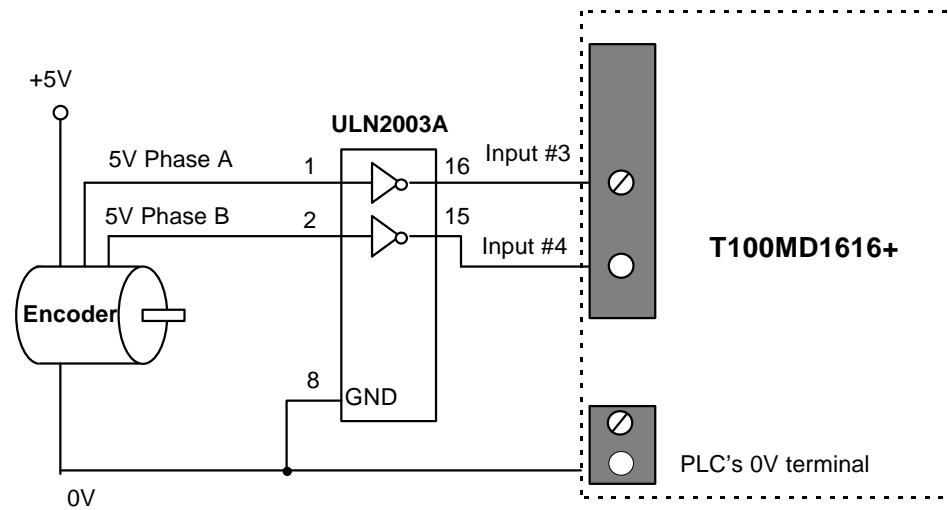 +5V
ULN2003A
5V Phase A
1
16
Input #3
5V Phase B
2
15
Input #4
T100MD1616+
Encoder
8
GND
PLC's 0V terminal
0V